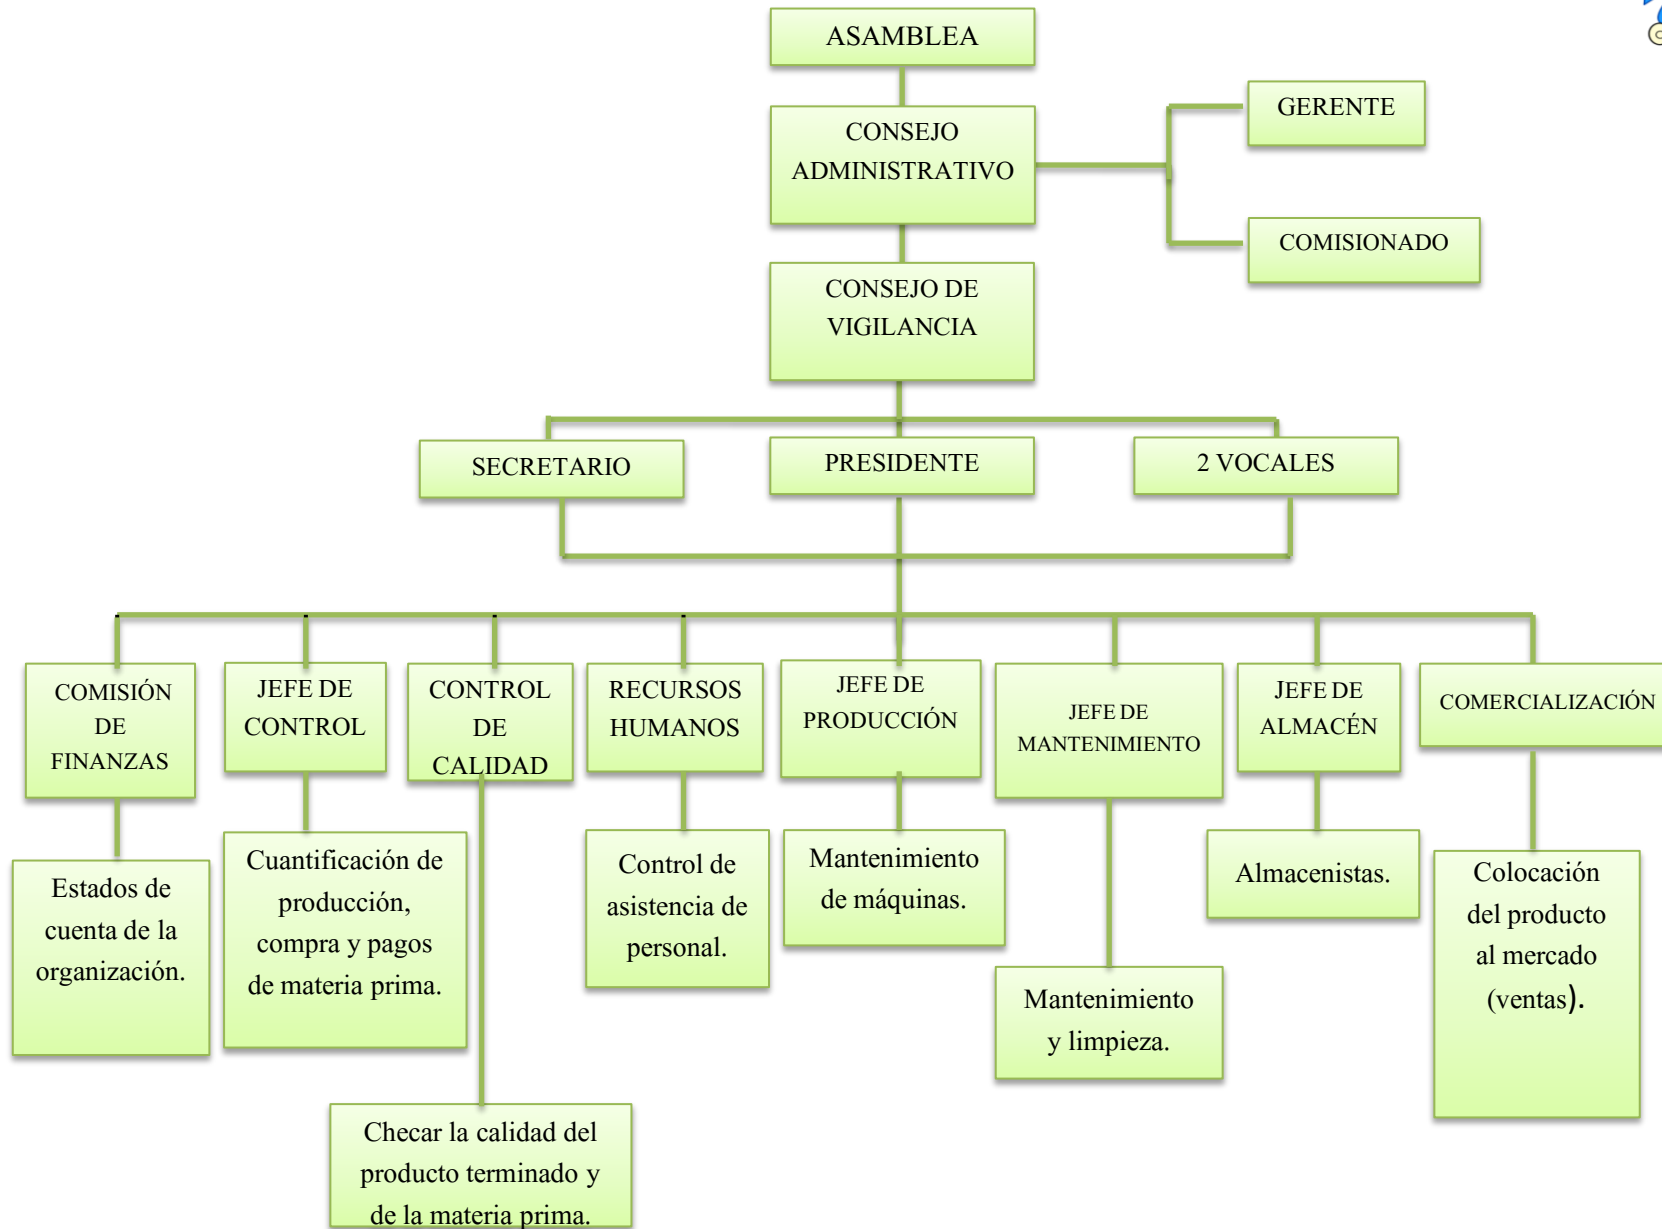 ASAMBLEA
CONSEJO
ADMINISTRATIVO
GERENTE
COMISIONADO
CONSEJO DE
VIGILANCIA
SECRETARIO
PRESIDENTE
2 VOCALES
COMISIÓN
DE
FINANZAS
JEFE DE
CONTROL
CONTROL
DE
CALIDAD
RECURSOS
HUMANOS
JEFE DE
PRODUCCIÓN
JEFE DE
MANTENIMIENTO
JEFE DE
ALMACÉN
COMERCIALIZACIÓN
Estados de
cuenta de la
organización.
Cuantificación de
producción,
compra y pagos
de materia prima.
Checar la calidad del
producto terminado y
de la materia prima.
Control de
asistencia de
personal.
Mantenimiento
de máquinas.
Mantenimiento
y limpieza.
Almacenistas.
Colocación
del producto
al mercado
(ventas).